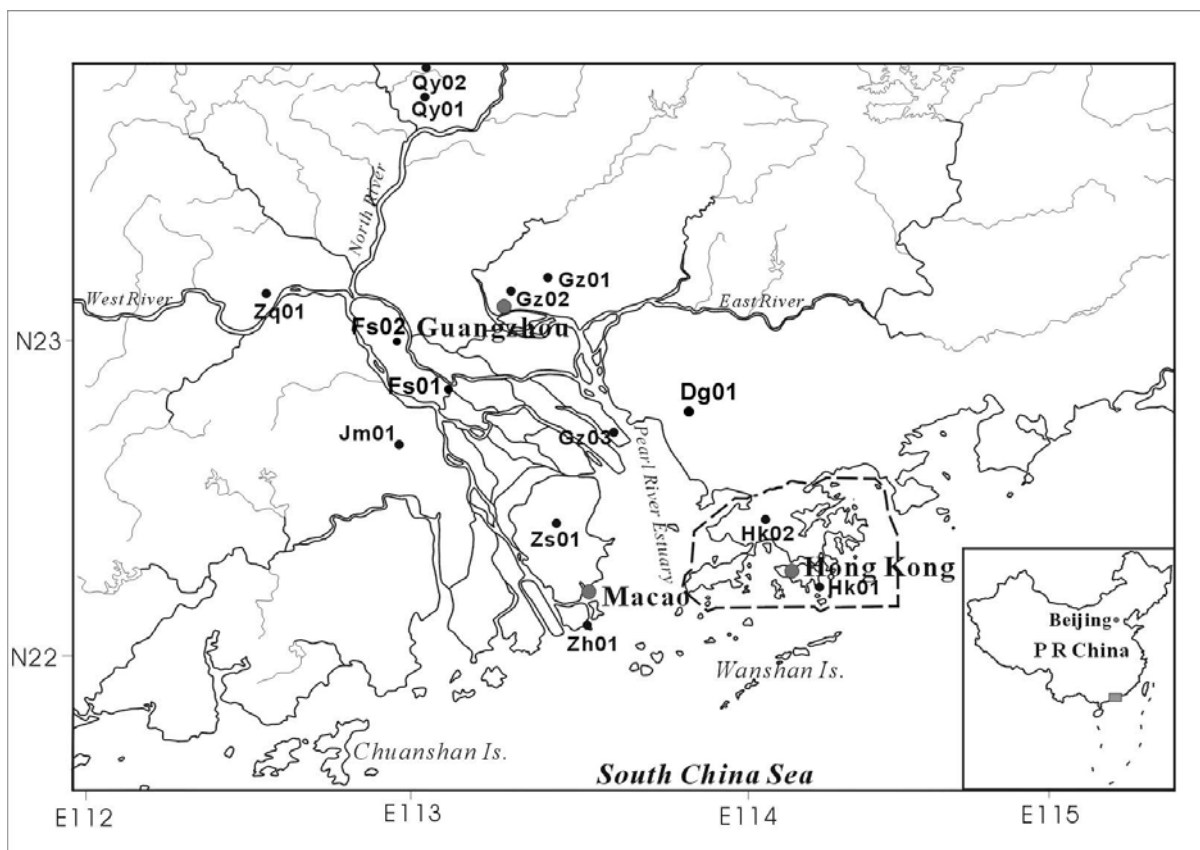 Qy02
Qy01
North River
West River
Zq01
Gz01
Gz02
East River
N23
Fs02
Guangzhou
Fs01
Dg01
Jm01
Gz03
Pearl River Estuary
Zs01
Hk02
Hong Kong
Hk01
Macao
Zh01
Beijing
P R China
N22
Wanshan Is.
Chuanshan Is.
South China Sea
E112
E113
E114
E115